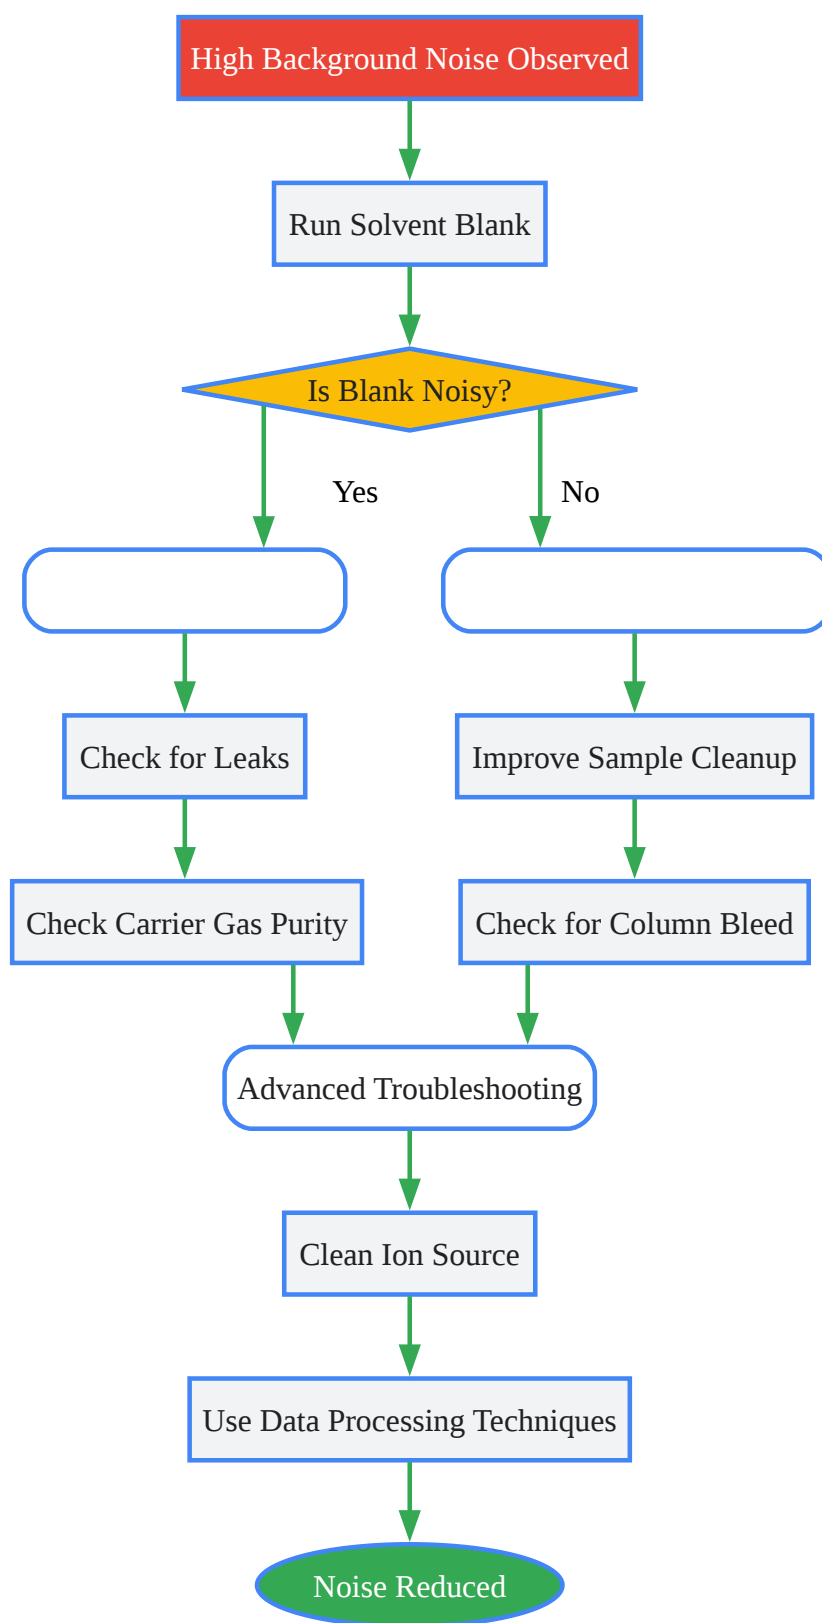 High Background Noise Observed
Run Solvent Blank
Is Blank Noisy?
Yes
No
Check for Leaks
Improve Sample Cleanup
Check Carrier Gas Purity
Check for Column Bleed
Advanced Troubleshooting
Clean Ion Source
Use Data Processing Techniques
Noise Reduced